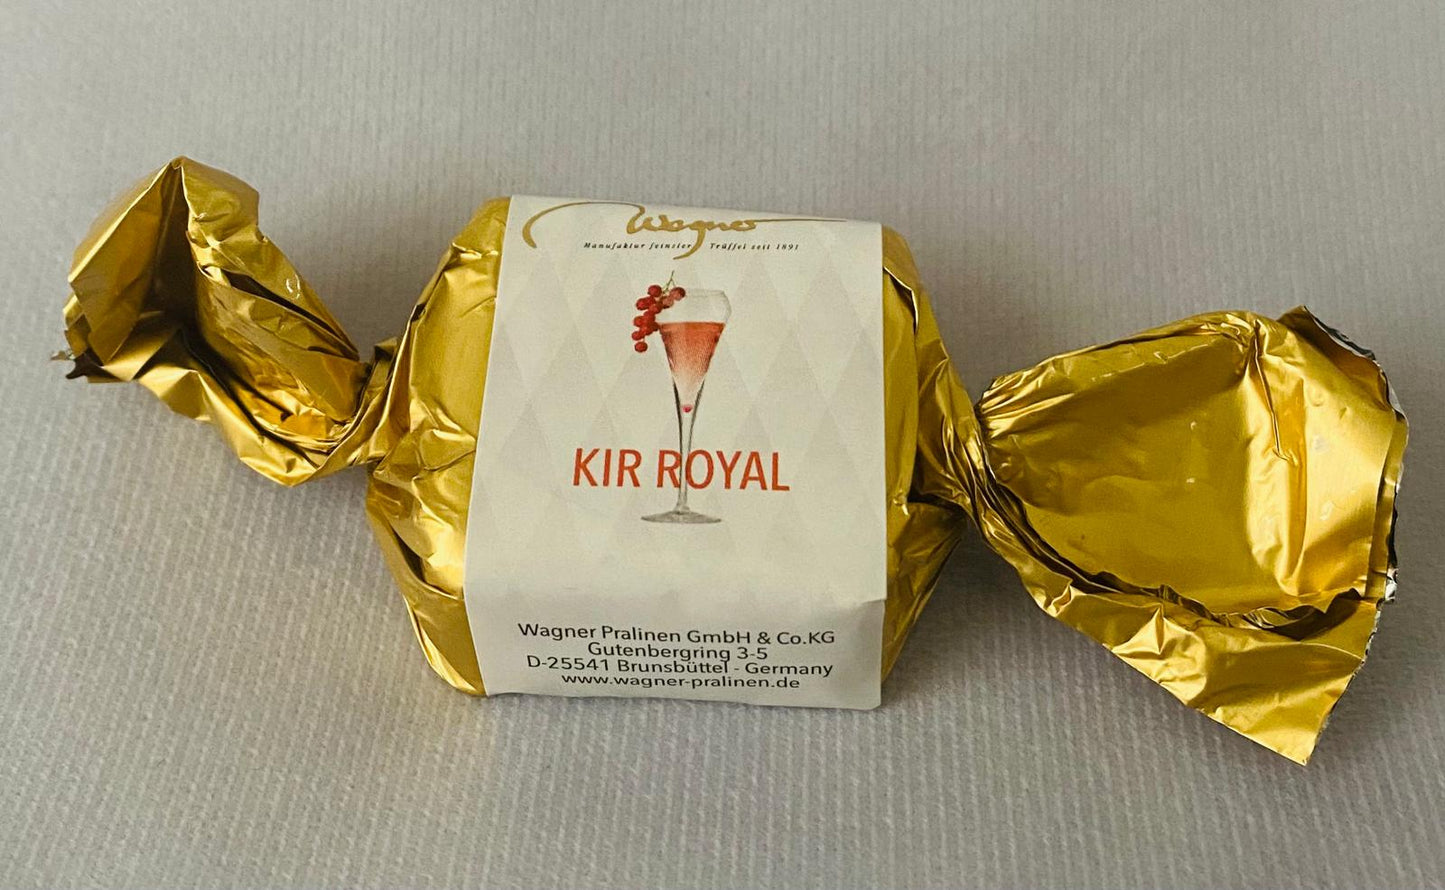 Wagner
Manufaktur feinster Trüffel seit 1891
KIR ROYAL
Wagner Pralinen GmbH & Co.KG
Gutenbergring 3-5
D-25541 Brunsbüttel - Germany
www.wagner-pralinen.de